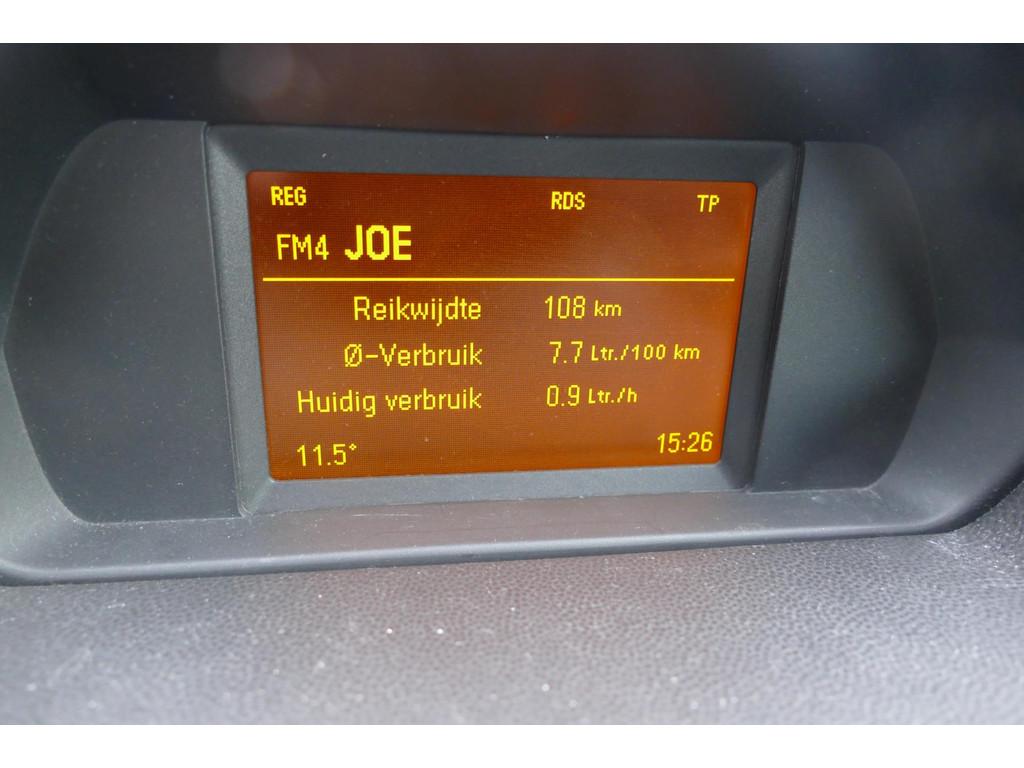 REG RDS TP
FM4 JOE
Reikwijdte 108 km
Ø-Verbruik 7.7 Ltr./100 km
Huidig verbruik 0.9 Ltr./h
11.5° 15:26